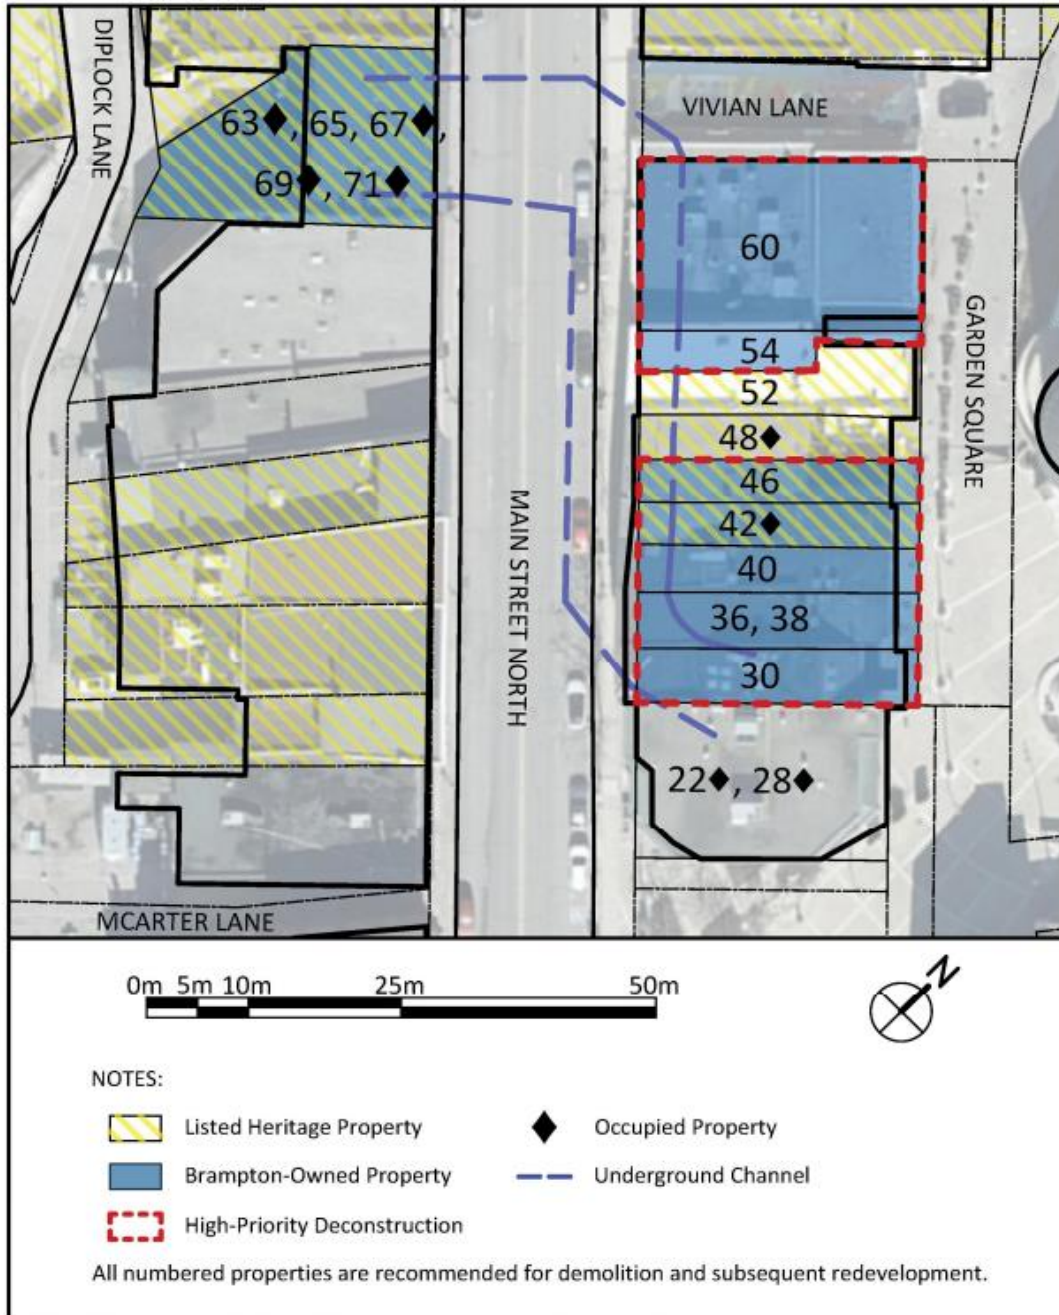 DIPLOCK LANE
63♦, 65, 67♦,
69♦, 71♦
VIVIAN LANE
60
54
52
48♦
46
42♦
40
36, 38
30
22♦, 28♦
GARDEN SQUARE
MAIN STREET NORTH
MCARTER LANE
0m 5m 10m 25m 50m
N
NOTES:
Listed Heritage Property
Occupied Property
Brampton-Owned Property
Underground Channel
High-Priority Deconstruction
All numbered properties are recommended for demolition and subsequent redevelopment.